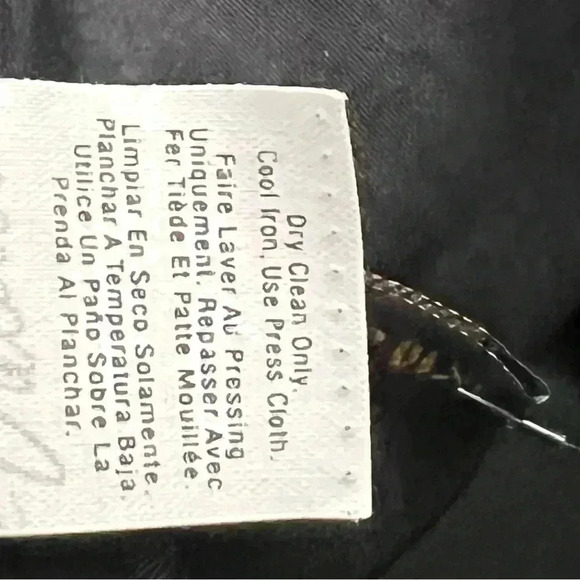 Dry Clean Only.
Cool Iron, Use Press Cloth.
Faire Laver Au Pressing
Uniquement. Repasser Avec
Fer Tiède Et Patte Mouillée.
Limpiar En Seco Solamente.
Planchar A Temperatura Baja.
Utilice Un Paño Sobre La
Prenda Al Planchar.